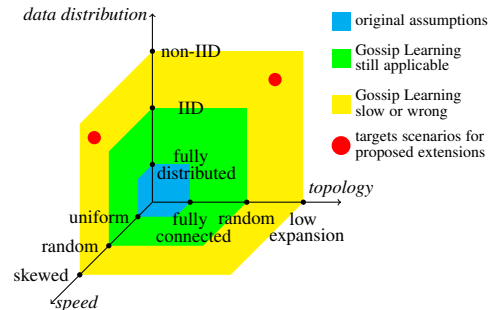 data distribution
original assumptions
Gossip Learning
still applicable
Gossip Learning
slow or wrong
targets scenarios for
proposed extensions
non-IID
IID
fully
distributed
topology
uniform
fully
connected
random
low
expansion
random
skewed
speed